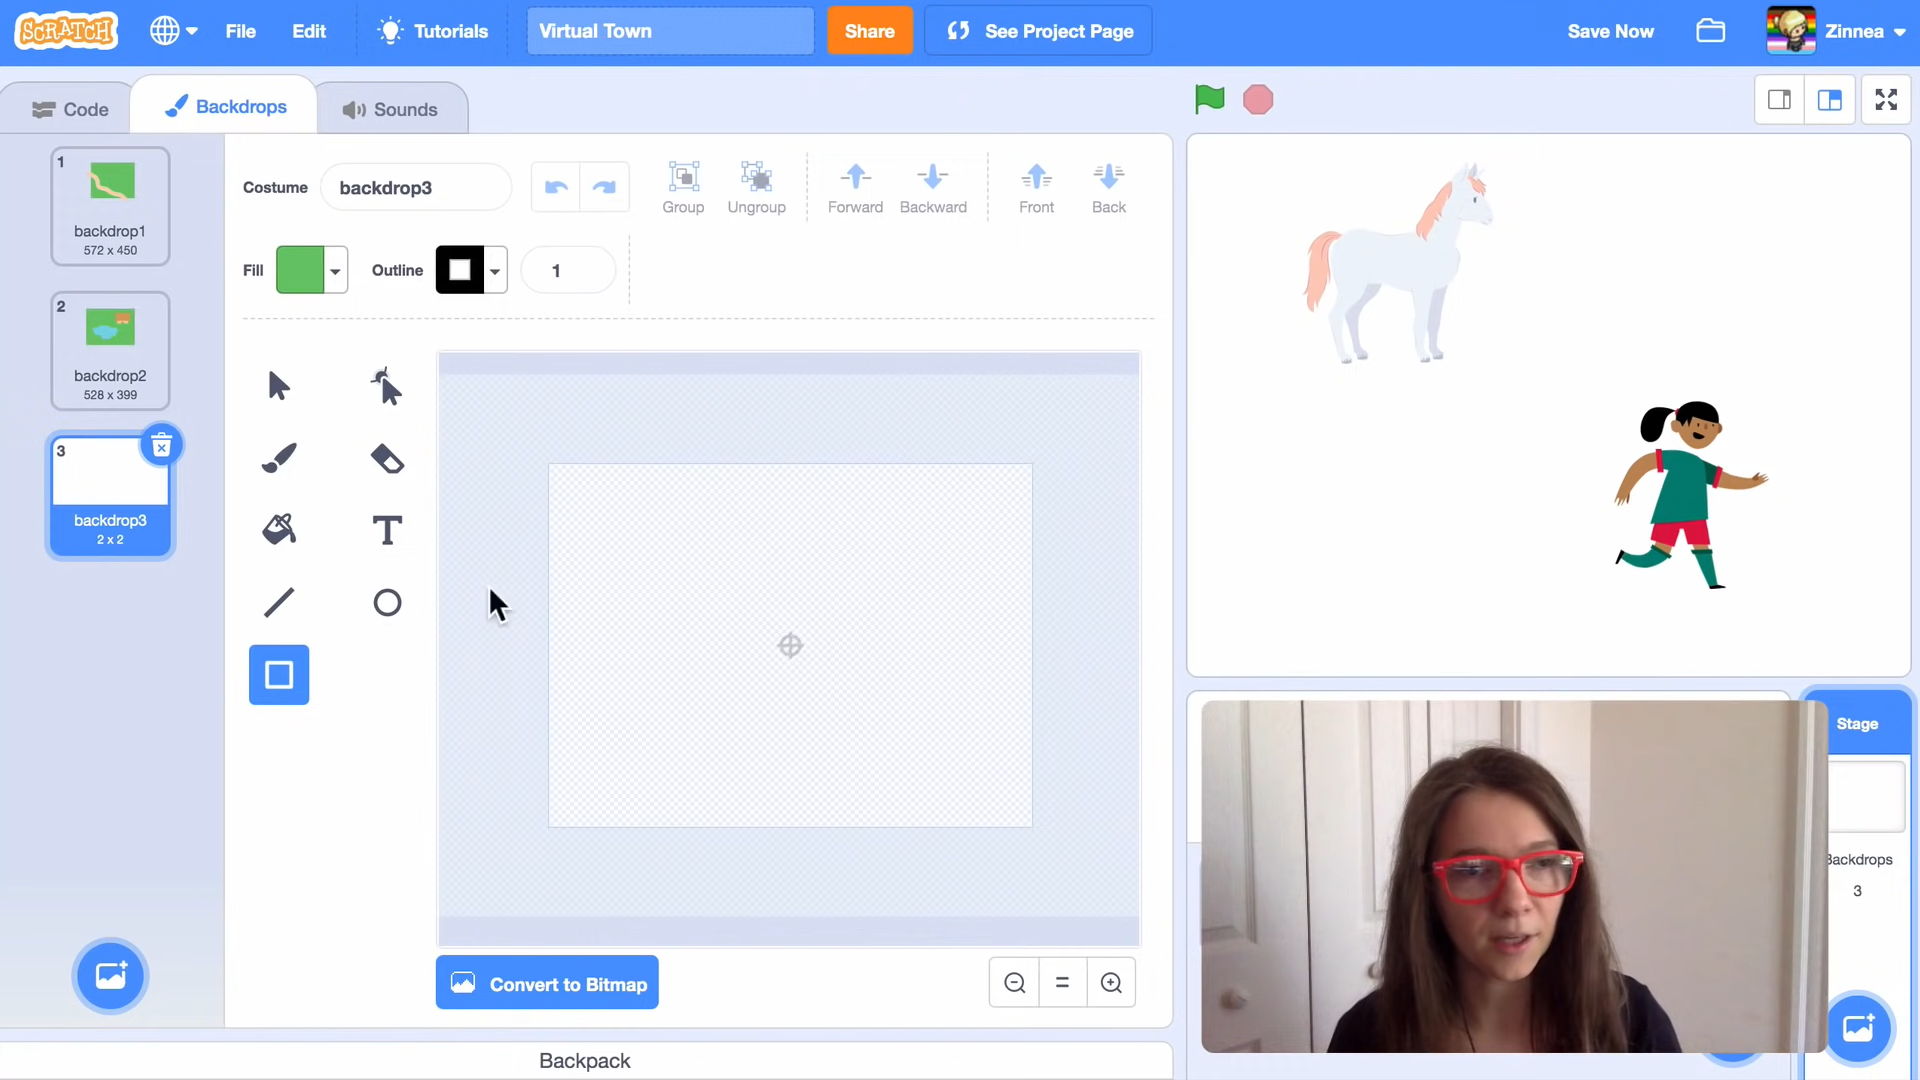 SCRATCH File Edit Tutorials Virtual Town Share See Project Page Save Now Zinnea
Code Backdrops Sounds
1
backdrop1
572 x 450
2
backdrop2
528 x 399
3
backdrop3
2 x 2
Costume backdrop3 Group Ungroup Forward Backward Front Back
Fill Outline 1
T
Convert to Bitmap
Backpack
Stage
Backdrops
3